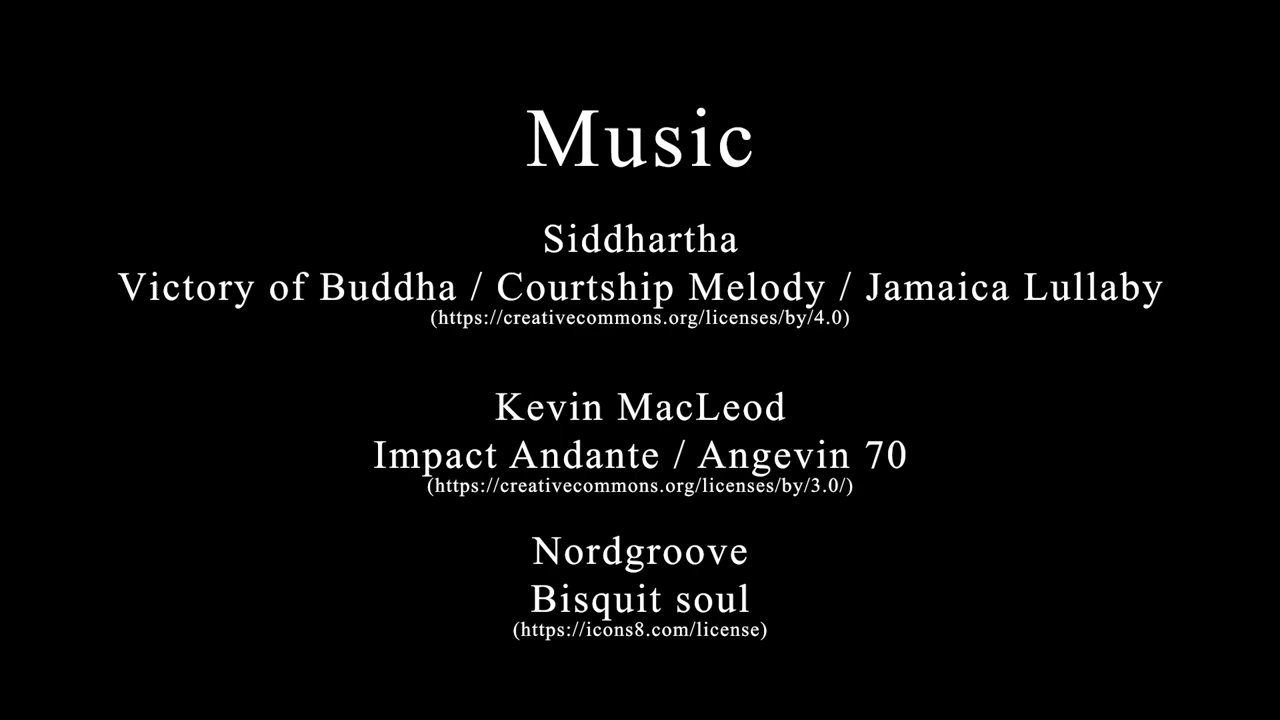 Music
Siddhartha
Victory of Buddha / Courtship Melody / Jamaica Lullaby
(https://creativecommons.org/licenses/by/4.0)
Kevin MacLeod
Impact Andante / Angevin 70
(https://creativecommons.org/licenses/by/3.0/)
Nordgroove
Bisquit soul
(https://icons8.com/license)